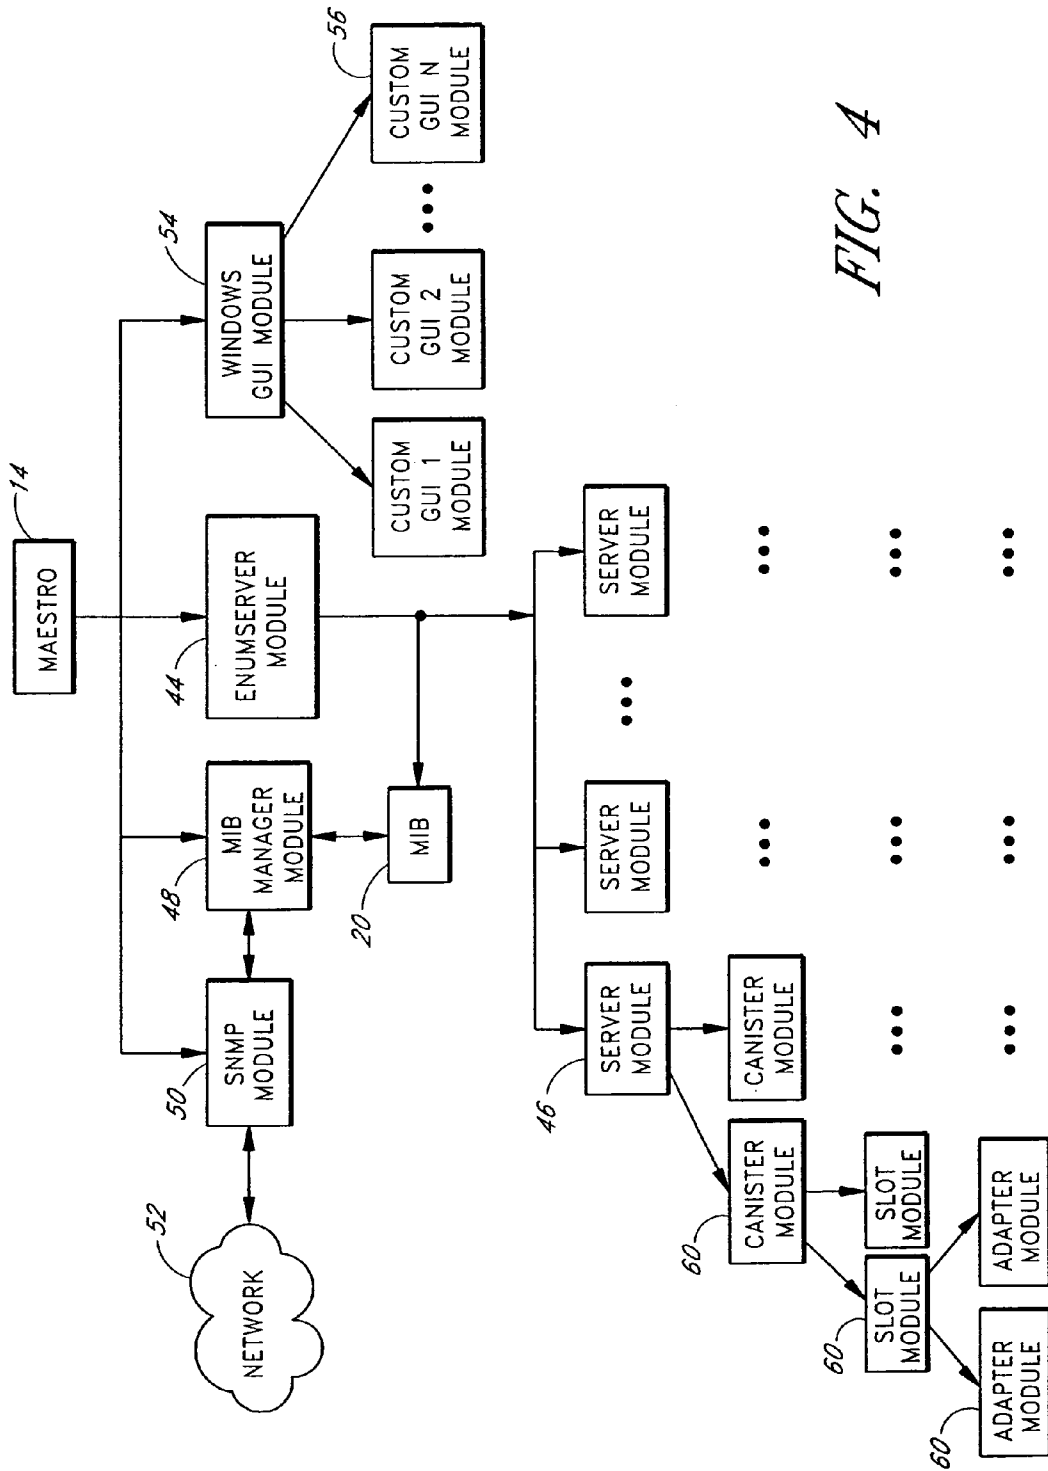 MAESTRO
14
SNMP
MODULE
50
MIB
MANAGER
MODULE
48
ENUMSERVER
MODULE
44
WINDOWS
GUI MODULE
54
NETWORK
52
MIB
20
CUSTOM
GUI 1
MODULE
CUSTOM
GUI 2
MODULE
•••
CUSTOM
GUI N
MODULE
56
SERVER
MODULE
46
SERVER
MODULE
•••
SERVER
MODULE
CANISTER
MODULE
60
CANISTER
MODULE
•••
•••
SLOT
MODULE
60
SLOT
MODULE
•••
•••
•••
ADAPTER
MODULE
60
ADAPTER
MODULE
•••
•••
•••
FIG. 4